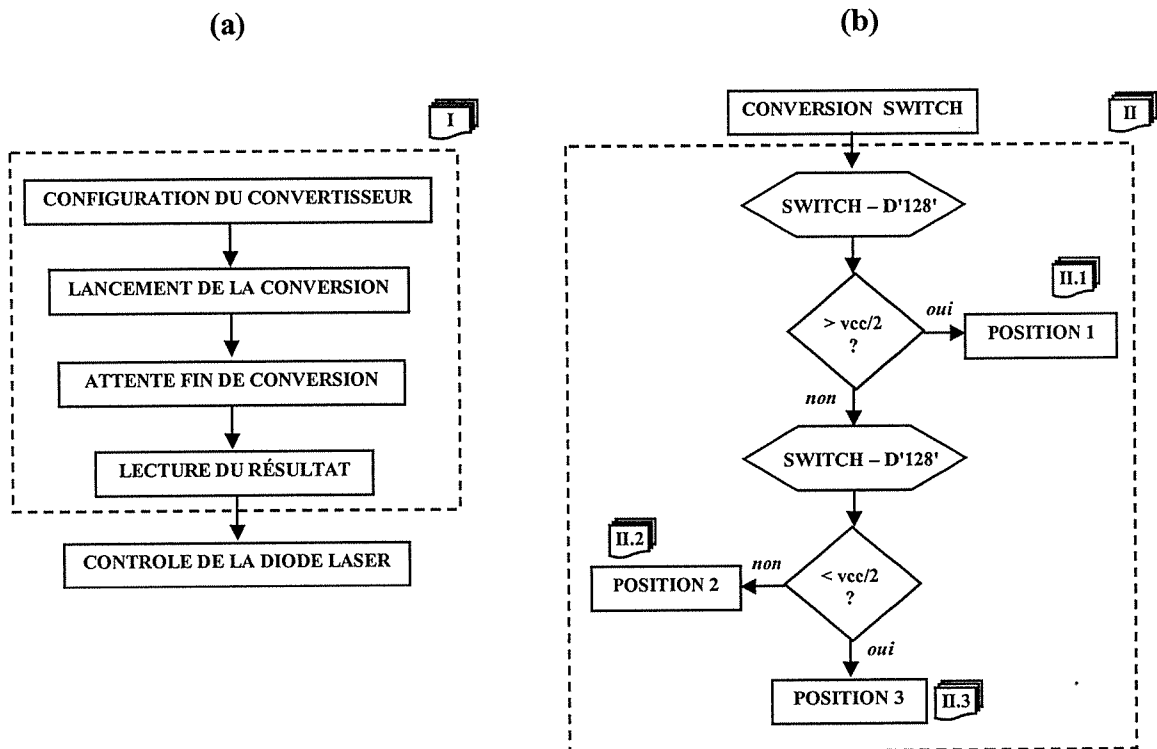 (a)
I
CONFIGURATION DU CONVERTISSEUR
LANCEMENT DE LA CONVERSION
ATTENTE FIN DE CONVERSION
LECTURE DU RÉSULTAT
CONTROLE DE LA DIODE LASER
(b)
CONVERSION SWITCH
II
SWITCH – D'128'
> vcc/2
?
oui
II.1
POSITION 1
non
SWITCH – D'128'
< vcc/2
?
non
II.2
POSITION 2
oui
POSITION 3
II.3